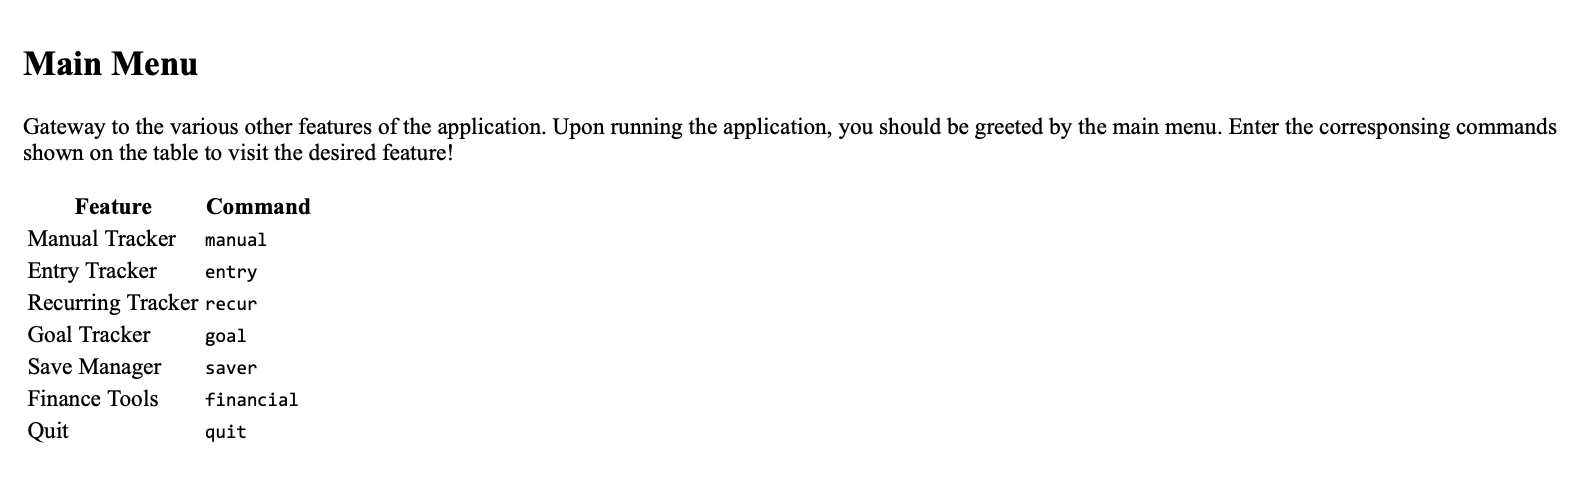 Main Menu
Gateway to the various other features of the application. Upon running the application, you should be greeted by the main menu. Enter the corresponsing commands
shown on the table to visit the desired feature!
Feature Command
Manual Tracker manual
Entry Tracker entry
Recurring Tracker recur
Goal Tracker goal
Save Manager saver
Finance Tools financial
Quit quit